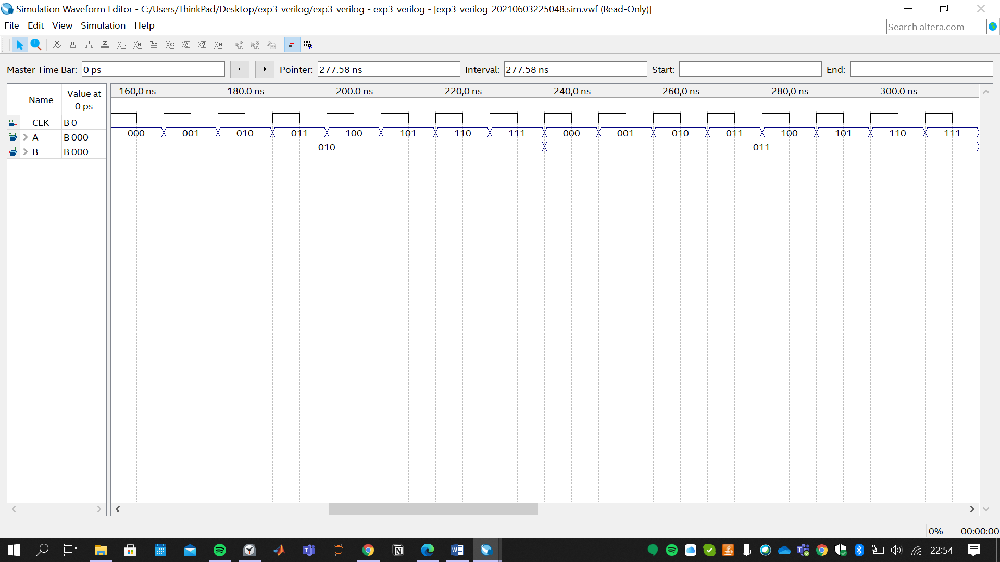 Simulation Waveform Editor - C:/Users/ThinkPad/Desktop/exp3_verilog/exp3_verilog - exp3_verilog - [exp3_verilog_20210603225048.sim.vwf (Read-Only)]
File Edit View Simulation Help
Search altera.com
Master Time Bar: 0 ps Pointer: 277.58 ns Interval: 277.58 ns Start: End:
Name Value at 0 ps
160,0 ns 180,0 ns 200,0 ns 220,0 ns 240,0 ns 260,0 ns 280,0 ns 300,0 ns
CLK B 0
A B 000 000 001 010 011 100 101 110 111 000 001 010 011 100 101 110 111
B B 000 010 011
0% 00:00:00
22:54